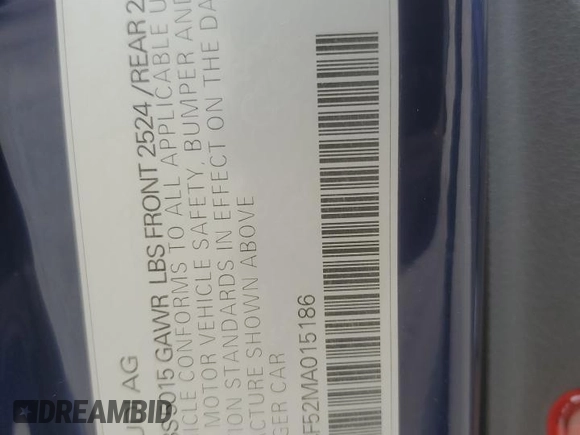 AG
015 GAWR LBS FRONT 2524 /REAR 2
ICLE CONFORMS TO ALL APPLICABLE
MOTOR VEHICLE SAFETY, BUMPER AND
ION STANDARDS IN EFFECT ON THE DA
CTURE SHOWN ABOVE
GER CAR
F52MA015186
DREAMBID